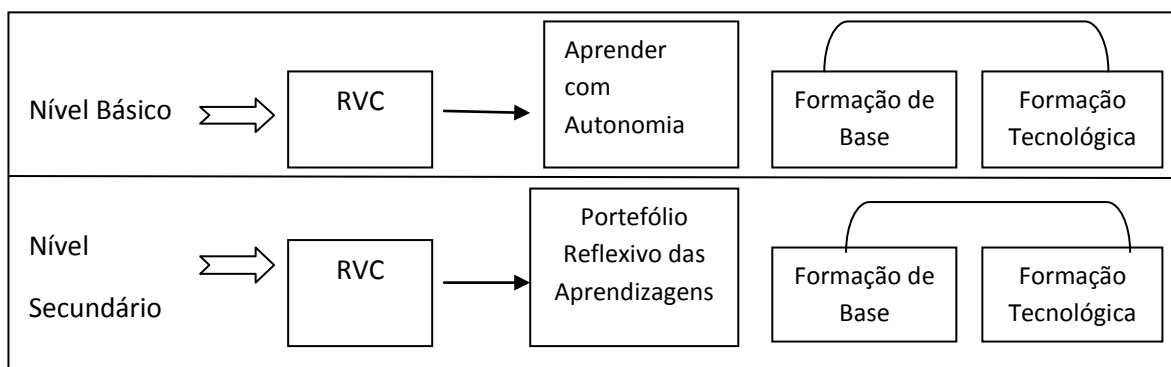 Nível Básico
RVC
Aprender
com
Autonomia
Formação de
Base
Formação
Tecnológica
Nível
Secundário
RVC
Portefólio
Reflexivo das
Aprendizagens
Formação de
Base
Formação
Tecnológica